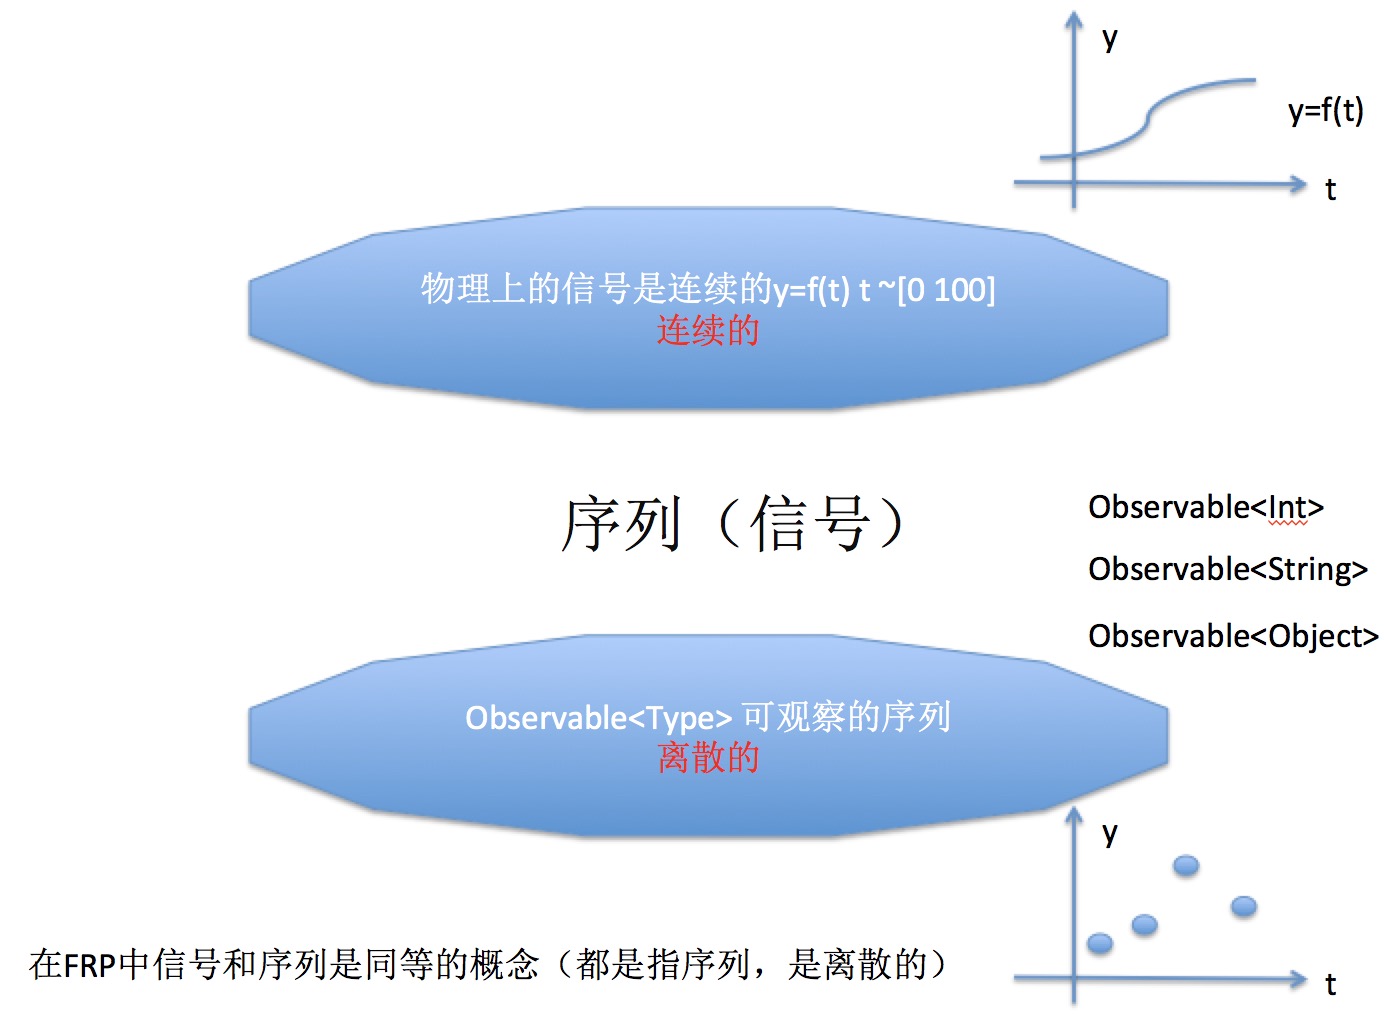 y
y=f(t)
t
物理上的信号是连续的y=f(t) t ~[0 100]
连续的
序列（信号）
Observable<Int>
Observable<String>
Observable<Object>
Observable<Type> 可观察的序列
离散的
y
在FRP中信号和序列是同等的概念（都是指序列，是离散的）
t